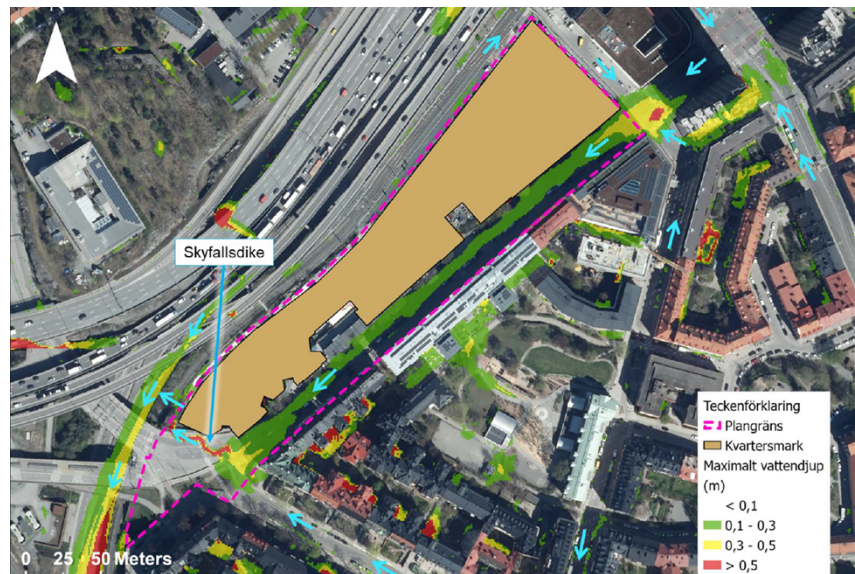 Skyfallsdike
0 25 50 Meters
Teckenförklaring
Plangräns
Kvartersmark
Maximalt vattendjup
(m)
< 0,1
0,1 - 0,3
0,3 - 0,5
> 0,5